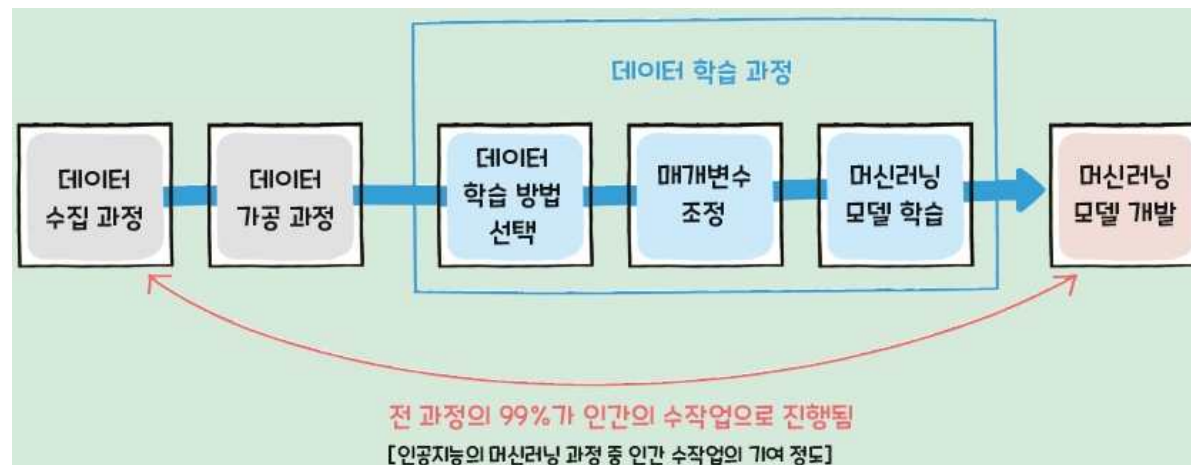 데이터 학습 과정
데이터
수집 과정
데이터
가공 과정
데이터
학습 방법
선택
매개변수
조정
머신러닝
모델 학습
머신러닝
모델 개발
전 과정의 99%가 인간의 수작업으로 진행됨
[인공지능의 머신러닝 과정 중 인간 수작업의 기여 정도]